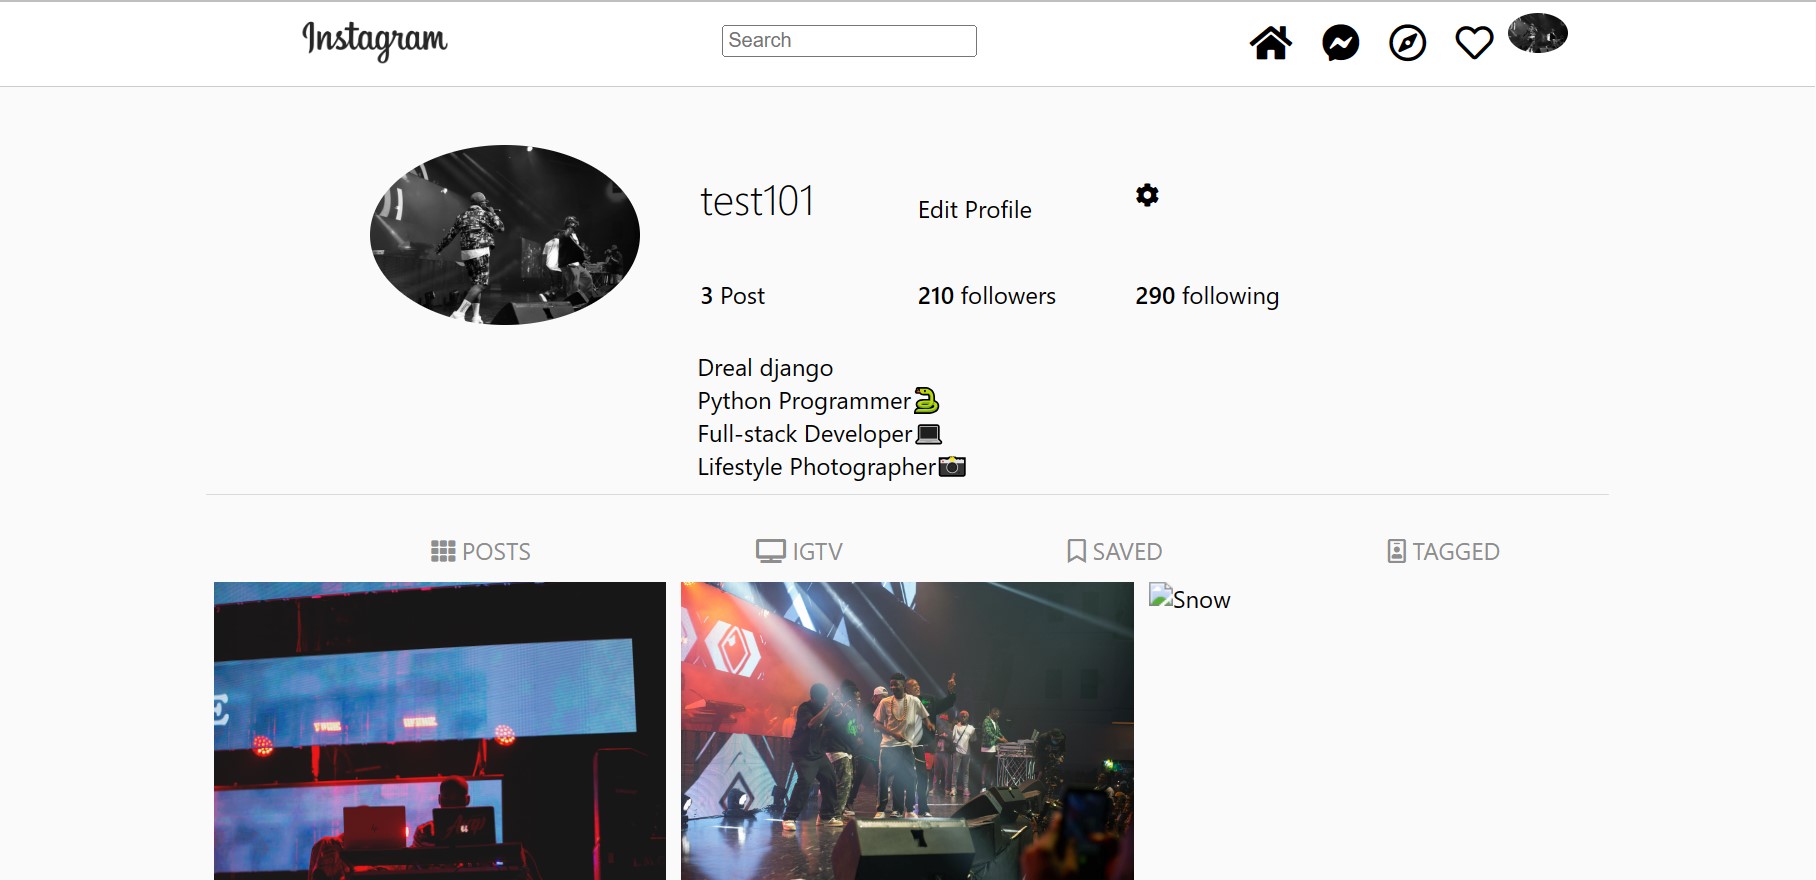 Instagram
Search
test101
Edit Profile
3 Post
210 followers
290 following
Dreal django
Python Programmer🐍
Full-stack Developer💻
Lifestyle Photographer📷
POSTS
IGTV
SAVED
TAGGED
Snow